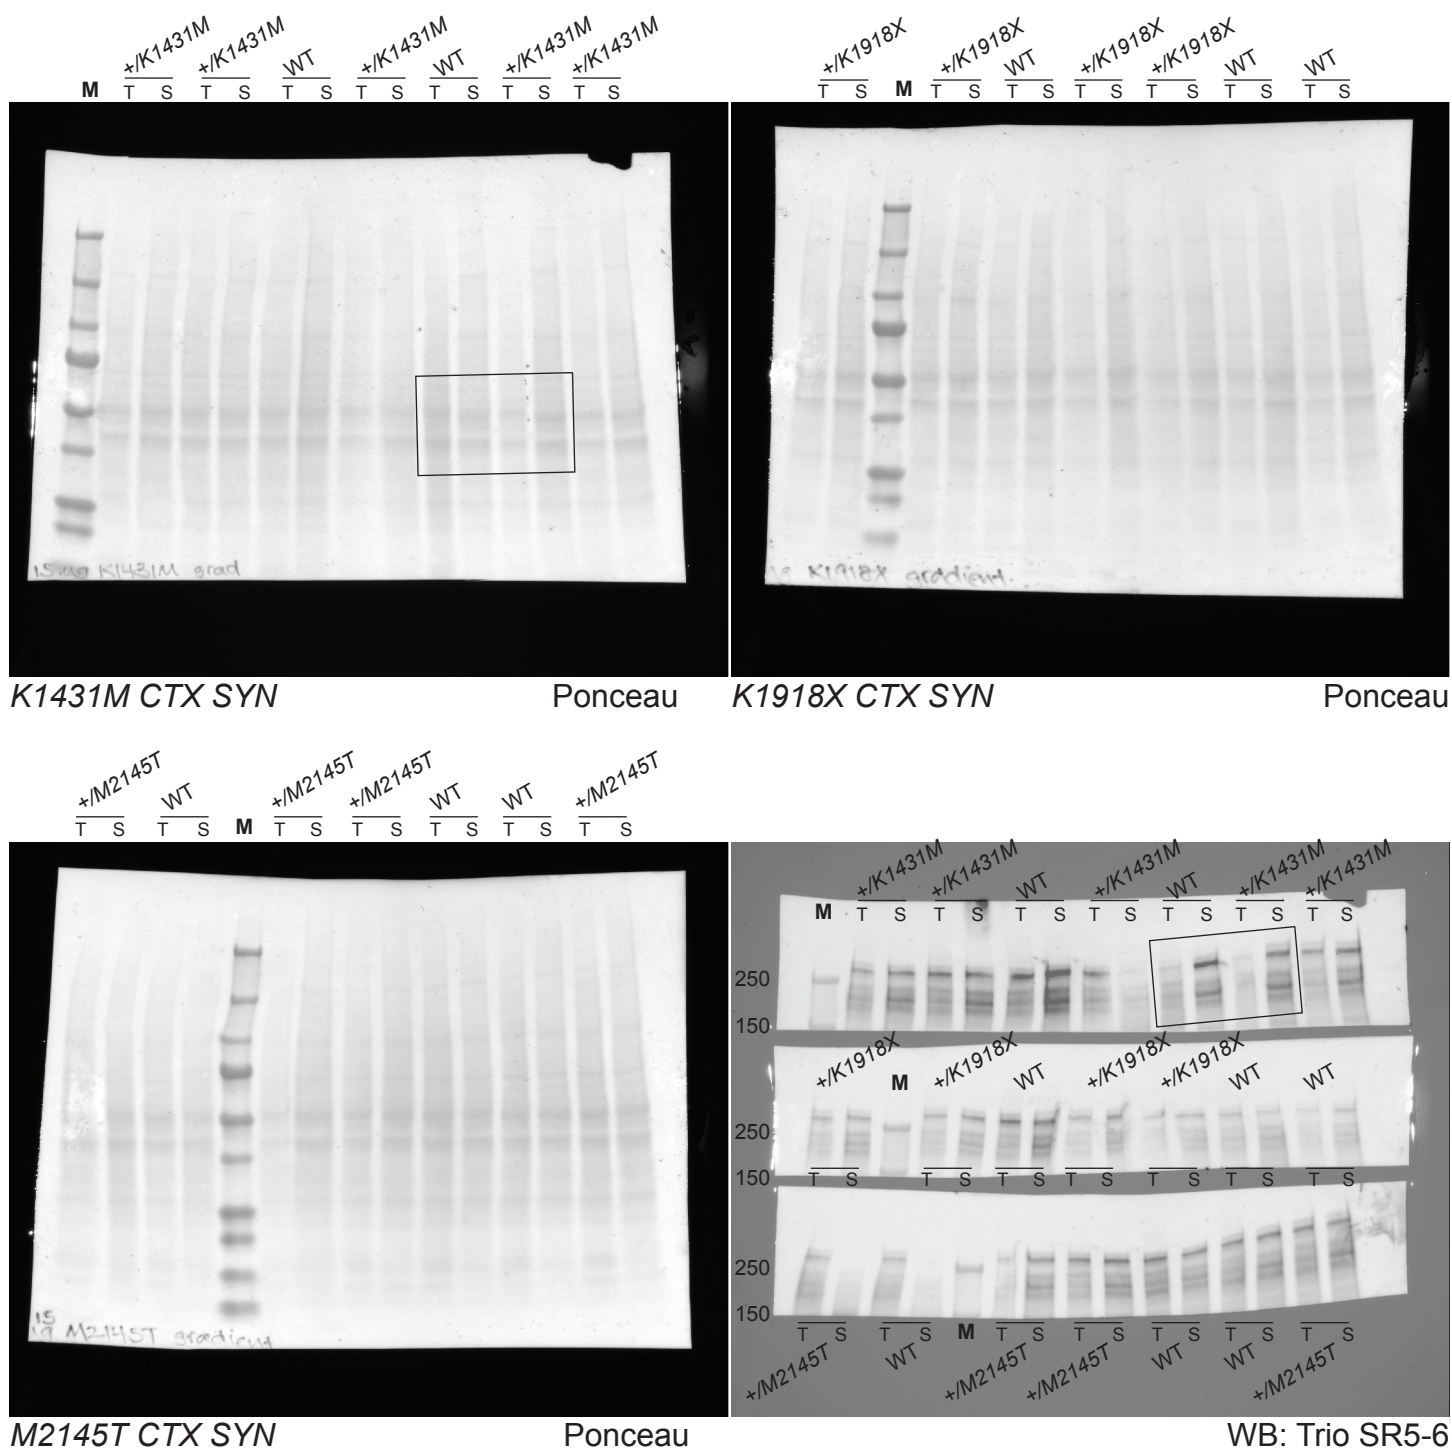 +/K1431M +/K1431M WT +/K1431M WT +/K1431M +/K1431M
M T S T S T S T S T S T S T S
15 ug K1431M grad
K1431M CTX SYN Ponceau
+/K1918X +/K1918X WT +/K1918X +/K1918X WT WT
T S M T S T S T S T S T S T S
K1918X gradient.
K1918X CTX SYN Ponceau
+/M2145T WT +/M2145T +/M2145T WT WT +/M2145T
T S T S M T S T S T S T S T S
15
M2145T gradient
M2145T CTX SYN Ponceau
+/K1431M +/K1431M WT +/K1431M WT +/K1431M +/K1431M
M T S T S T S T S T S T S T S
250
150
+/K1918X M +/K1918X WT +/K1918X +/K1918X WT WT
250
150 T S T S T S T S T S T S T S
250
150
T S T S M T S T S T S T S T S
+/M2145T WT +/M2145T +/M2145T WT WT +/M2145T
WB: Trio SR5-6